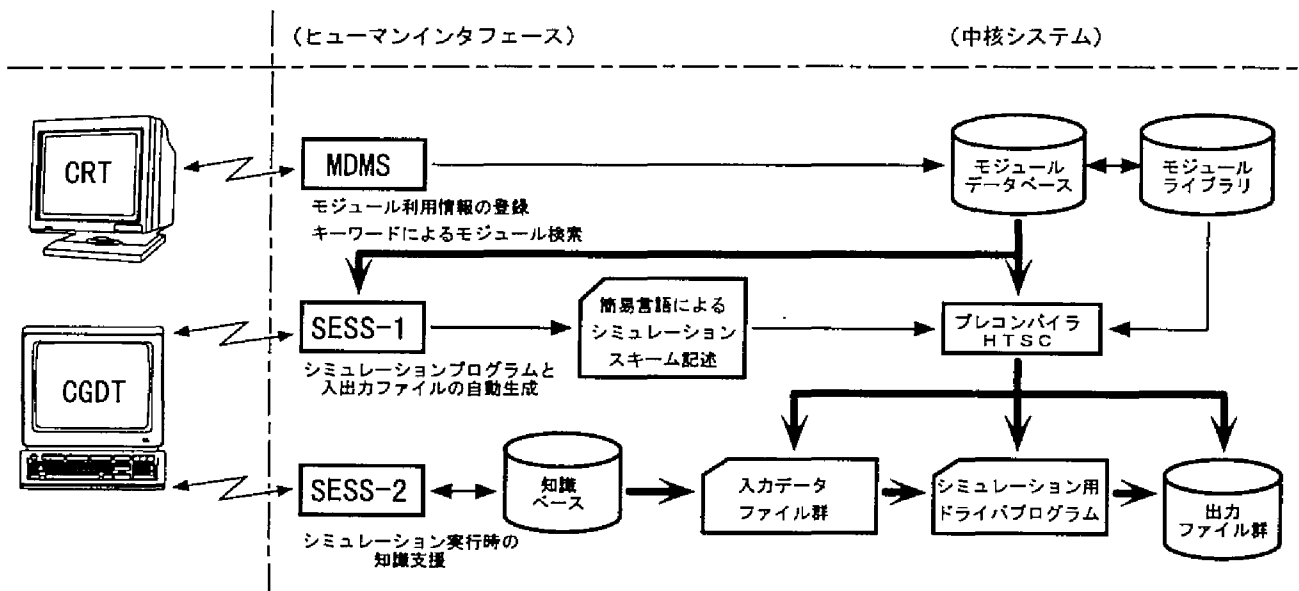 （ヒューマンインタフェース）
（中核システム）
CRT
MDMS
モジュール利用情報の登録
キーワードによるモジュール検索
モジュール
データベース
モジュール
ライブラリ
CGDT
SESS-1
シミュレーションプログラムと
入出力ファイルの自動生成
簡易言語による
シミュレーション
スキーム記述
プレコンパイラ
HTSC
SESS-2
シミュレーション実行時の
知識支援
知識
ベース
入力データ
ファイル群
シミュレーション用
ドライバプログラム
出力
ファイル群